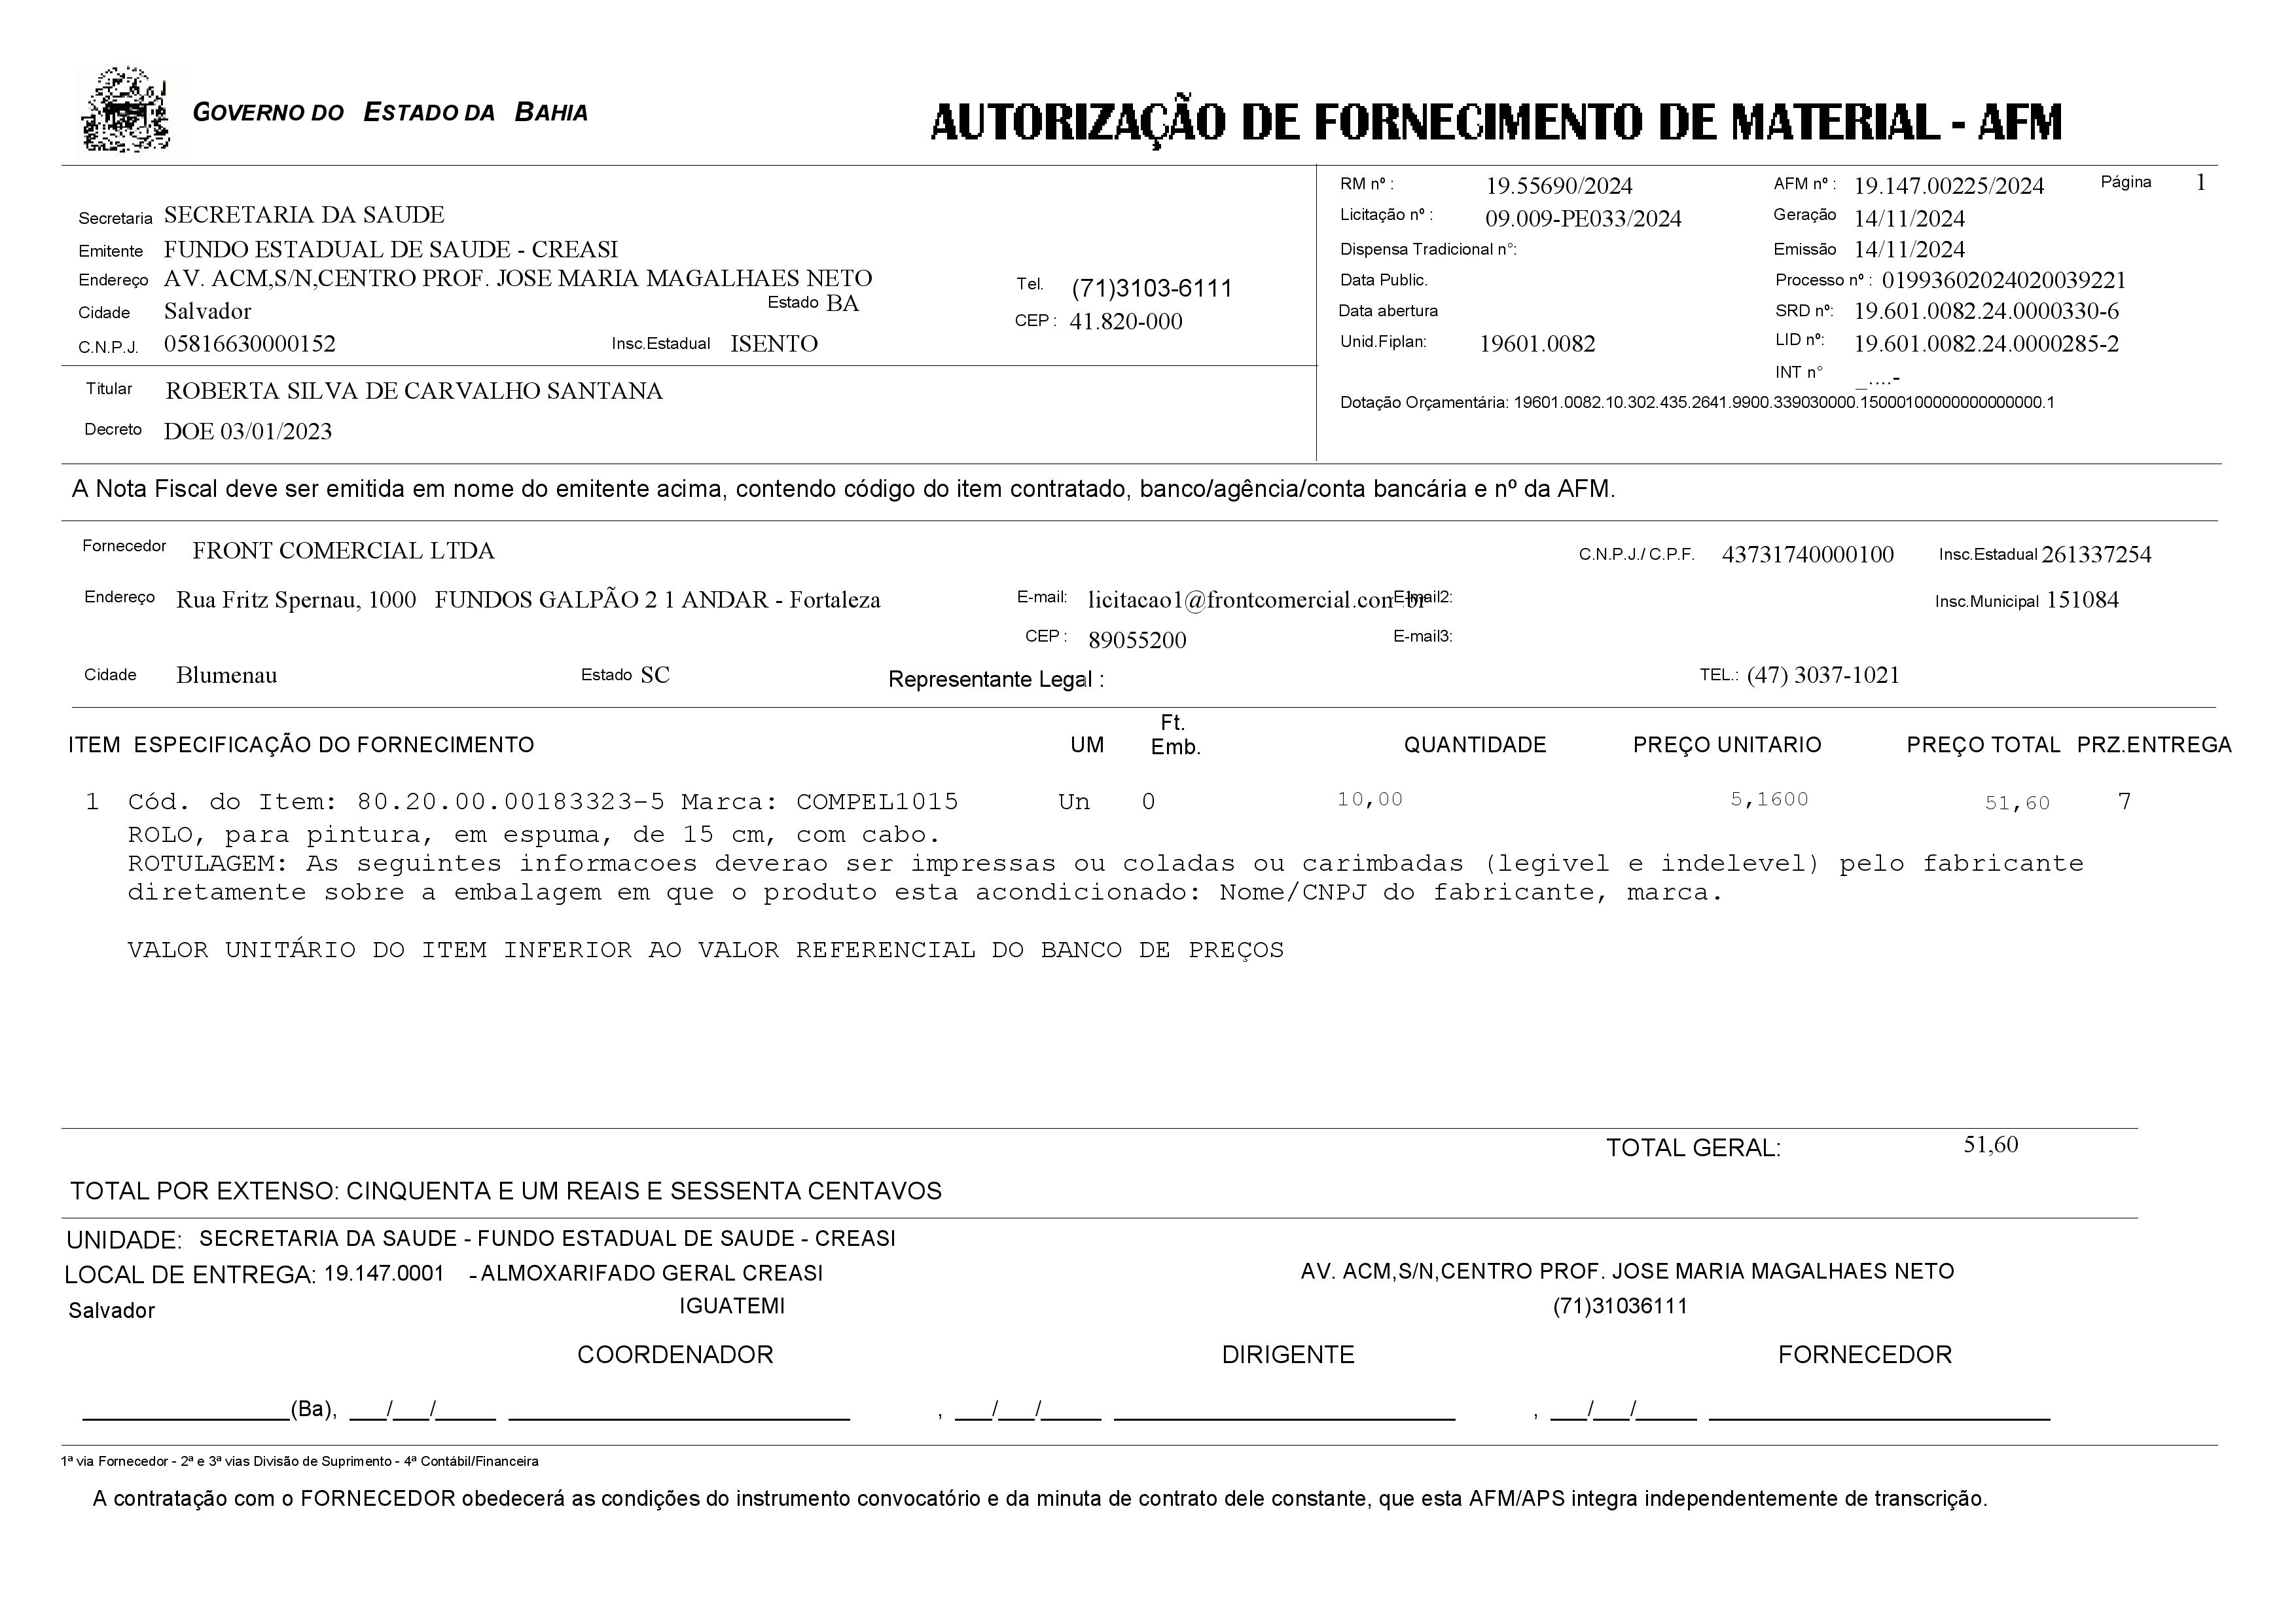 GOVERNO DO ESTADO DA BAHIA
AUTORIZAÇÃO DE FORNECIMENTO DE MATERIAL - AFM
Secretaria SECRETARIA DA SAUDE
Emitente FUNDO ESTADUAL DE SAUDE - CREASI
Endereço AV. ACM,S/N,CENTRO PROF. JOSE MARIA MAGALHAES NETO Tel. (71)3103-6111
Cidade Salvador Estado BA CEP : 41.820-000
C.N.P.J. 05816630000152 Insc.Estadual ISENTO
Titular ROBERTA SILVA DE CARVALHO SANTANA
Decreto DOE 03/01/2023
RM nº : 19.55690/2024 AFM nº : 19.147.00225/2024 Página 1
Licitação nº : 09.009-PE033/2024 Geração 14/11/2024
Dispensa Tradicional n°: Emissão 14/11/2024
Data Public. Processo nº : 01993602024020039221
Data abertura SRD nº: 19.601.0082.24.0000330-6
Unid.Fiplan: 19601.0082 LID nº: 19.601.0082.24.0000285-2
INT n° _....-
Dotação Orçamentária: 19601.0082.10.302.435.2641.9900.339030000.15000100000000000000.1
A Nota Fiscal deve ser emitida em nome do emitente acima, contendo código do item contratado, banco/agência/conta bancária e nº da AFM.
Fornecedor FRONT COMERCIAL LTDA C.N.P.J./ C.P.F. 43731740000100 Insc.Estadual 261337254
Endereço Rua Fritz Spernau, 1000 FUNDOS GALPÃO 2 1 ANDAR - Fortaleza E-mail: licitacao1@frontcomercial.com.br E-mail2: Insc.Municipal 151084
CEP : 89055200 E-mail3:
Cidade Blumenau Estado SC Representante Legal : TEL.: (47) 3037-1021
ITEM ESPECIFICAÇÃO DO FORNECIMENTO UM Ft. Emb. QUANTIDADE PREÇO UNITARIO PREÇO TOTAL PRZ.ENTREGA
1 Cód. do Item: 80.20.00.00183323-5 Marca: COMPEL1015 Un 0 10,00 5,1600 51,60 7
ROLO, para pintura, em espuma, de 15 cm, com cabo.
ROTULAGEM: As seguintes informacoes deverao ser impressas ou coladas ou carimbadas (legivel e indelevel) pelo fabricante
diretamente sobre a embalagem em que o produto esta acondicionado: Nome/CNPJ do fabricante, marca.
VALOR UNITÁRIO DO ITEM INFERIOR AO VALOR REFERENCIAL DO BANCO DE PREÇOS
TOTAL GERAL: 51,60
TOTAL POR EXTENSO: CINQUENTA E UM REAIS E SESSENTA CENTAVOS
UNIDADE: SECRETARIA DA SAUDE - FUNDO ESTADUAL DE SAUDE - CREASI
LOCAL DE ENTREGA: 19.147.0001 - ALMOXARIFADO GERAL CREASI AV. ACM,S/N,CENTRO PROF. JOSE MARIA MAGALHAES NETO
Salvador IGUATEMI (71)31036111
COORDENADOR DIRIGENTE FORNECEDOR
_________________(Ba), ___/___/_____ ____________________________ , ___/___/_____ ____________________________ , ___/___/_____ ____________________________
1ª via Fornecedor - 2ª e 3ª vias Divisão de Suprimento - 4ª Contábil/Financeira
A contratação com o FORNECEDOR obedecerá as condições do instrumento convocatório e da minuta de contrato dele constante, que esta AFM/APS integra independentemente de transcrição.